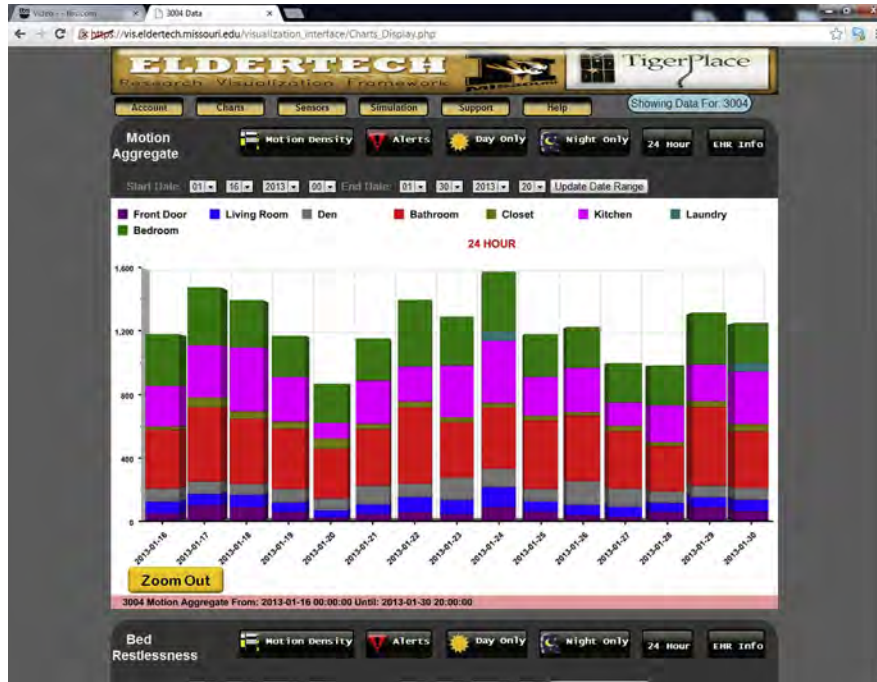 3004 Data
https://vis.eldertech.missouri.edu/visualization_interface/Charts_Display.php
ELDERTECH
Research Visualization Framework
MISSOURI
TigerPlace
Account Charts Sensors Simulation Support Help Showing Data For: 3004
Motion Aggregate
Motion Density Alerts Day Only Night Only 24 Hour EHR Info
Start Date: 01 16 2013 00 End Date: 01 30 2013 20 Update Date Range
Front Door Living Room Den Bathroom Closet Kitchen Laundry
Bedroom
24 HOUR
1,600
1,200
800
400
0
2013-01-16 2013-01-17 2013-01-18 2013-01-19 2013-01-20 2013-01-21 2013-01-22 2013-01-23 2013-01-24 2013-01-25 2013-01-26 2013-01-27 2013-01-28 2013-01-29 2013-01-30
Zoom Out
3004 Motion Aggregate From: 2013-01-16 00:00:00 Until: 2013-01-30 20:00:00
Bed Restlessness
Motion Density Alerts Day Only Night Only 24 Hour EHR Info